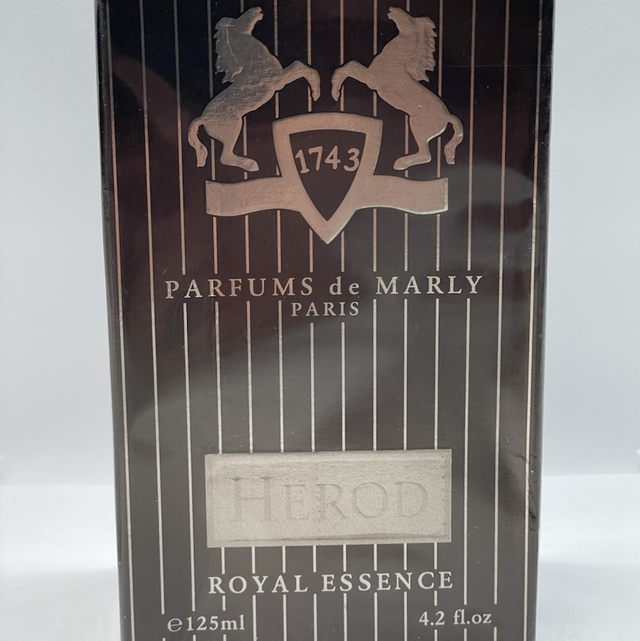 1743
PARFUMS de MARLY
PARIS
HEROD
ROYAL ESSENCE
℮125ml 4.2 fl.oz